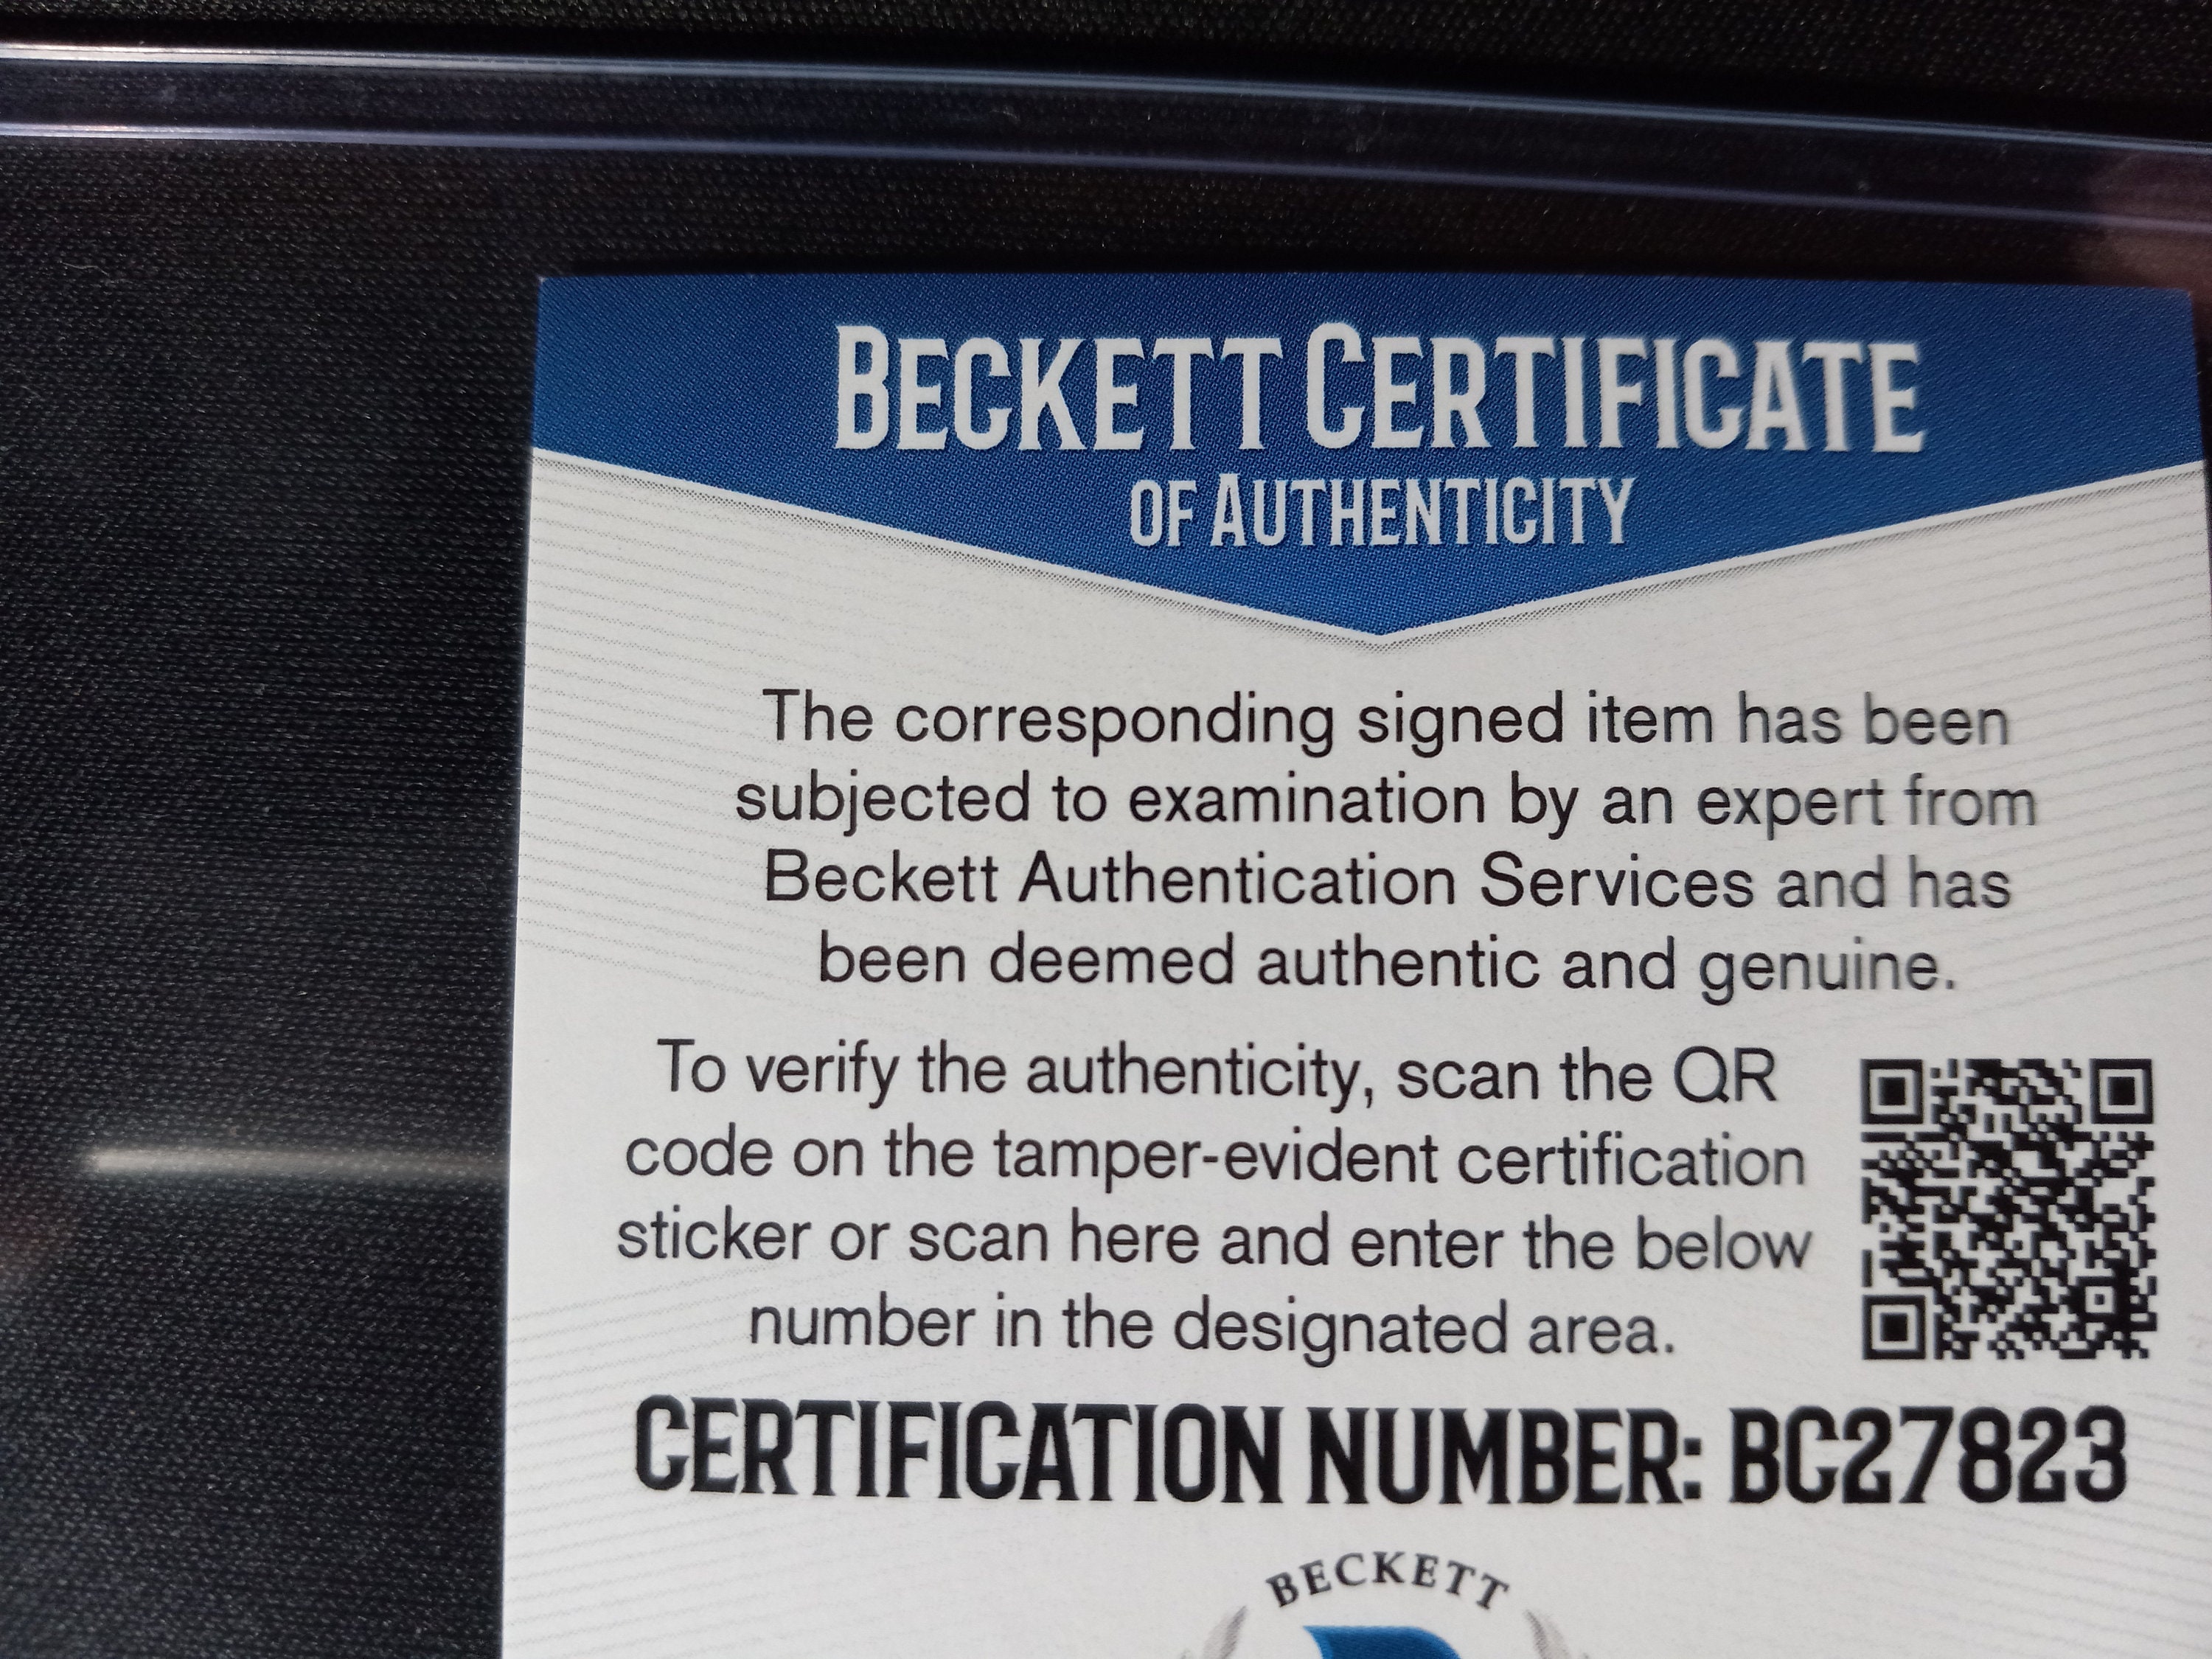 BECKETT CERTIFICATE
OF AUTHENTICITY
The corresponding signed item has been
subjected to examination by an expert from
Beckett Authentication Services and has
been deemed authentic and genuine.
To verify the authenticity, scan the QR
code on the tamper-evident certification
sticker or scan here and enter the below
number in the designated area.
CERTIFICATION NUMBER: BC27823
BECKETT